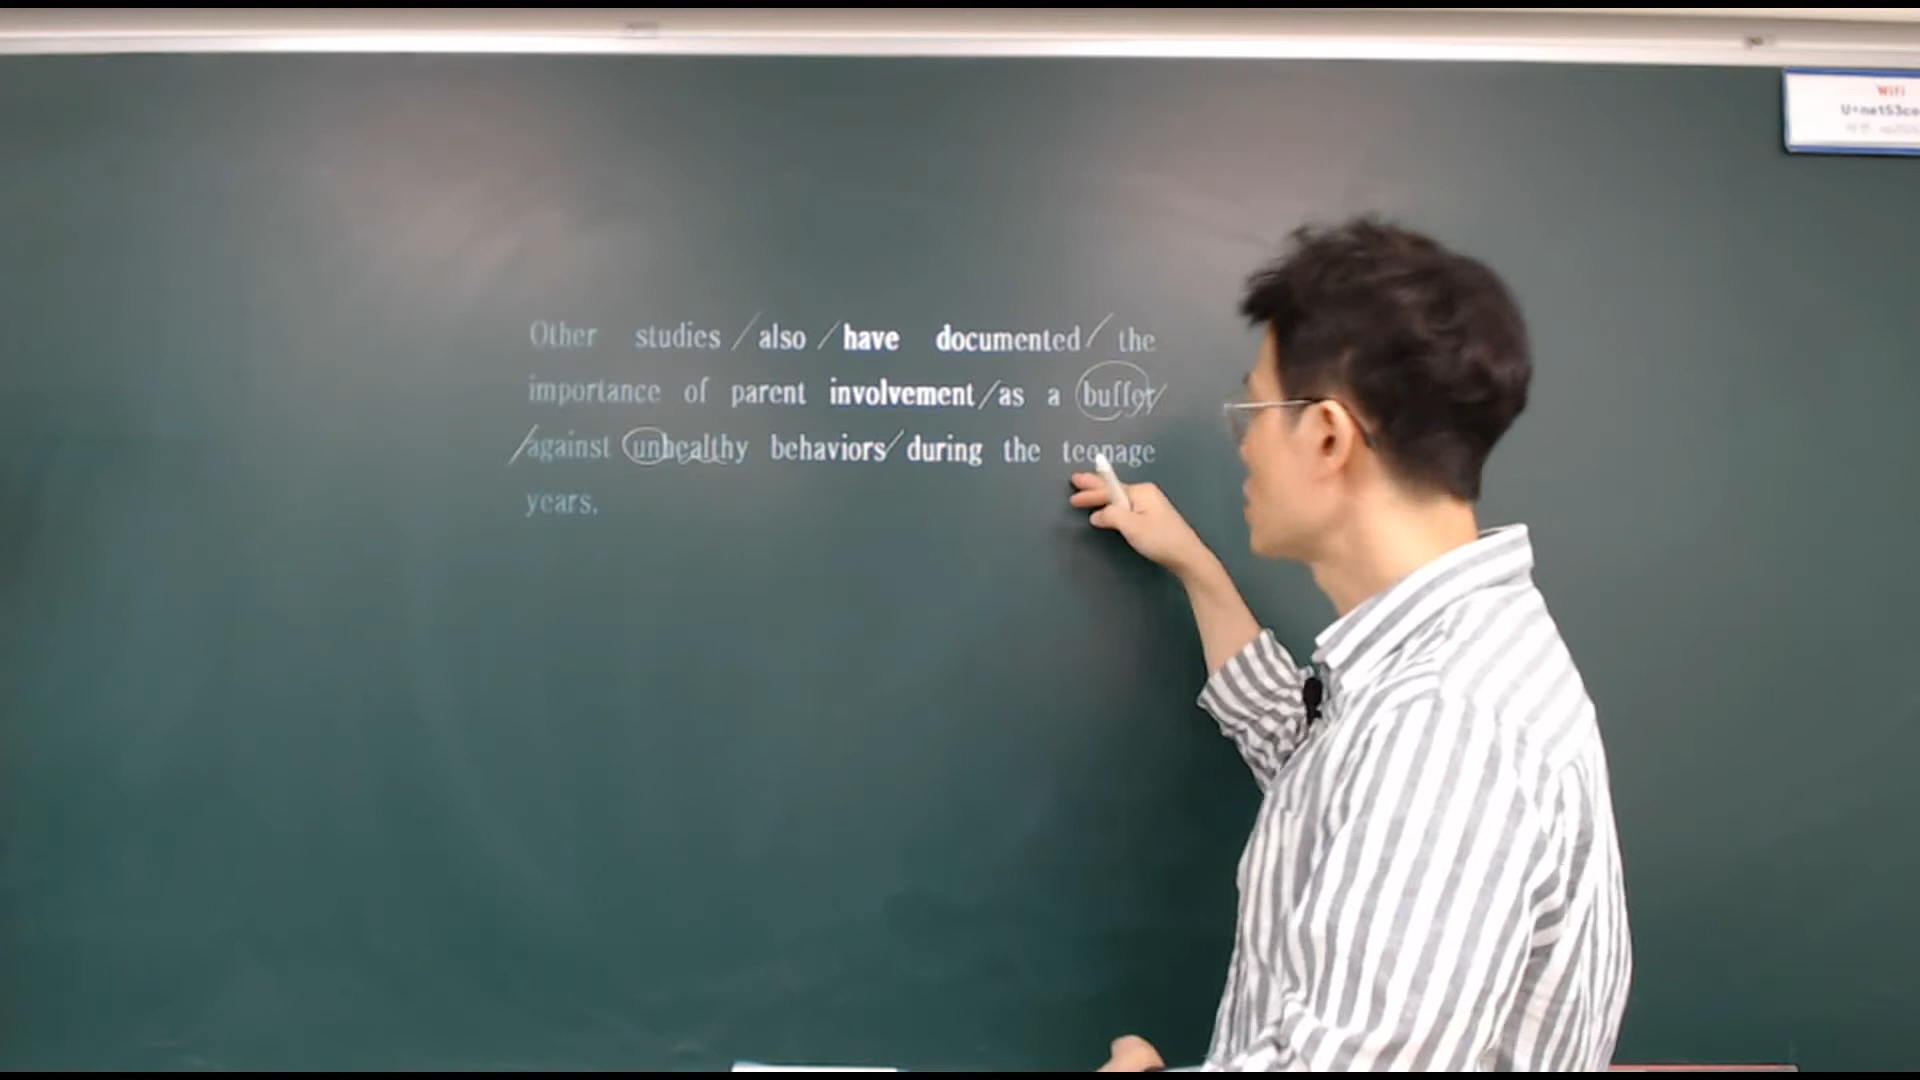 Other studies / also / have documented / the
importance of parent involvement / as a buffer /
/ against unhealthy behaviors / during the teenage
years.
Wifi